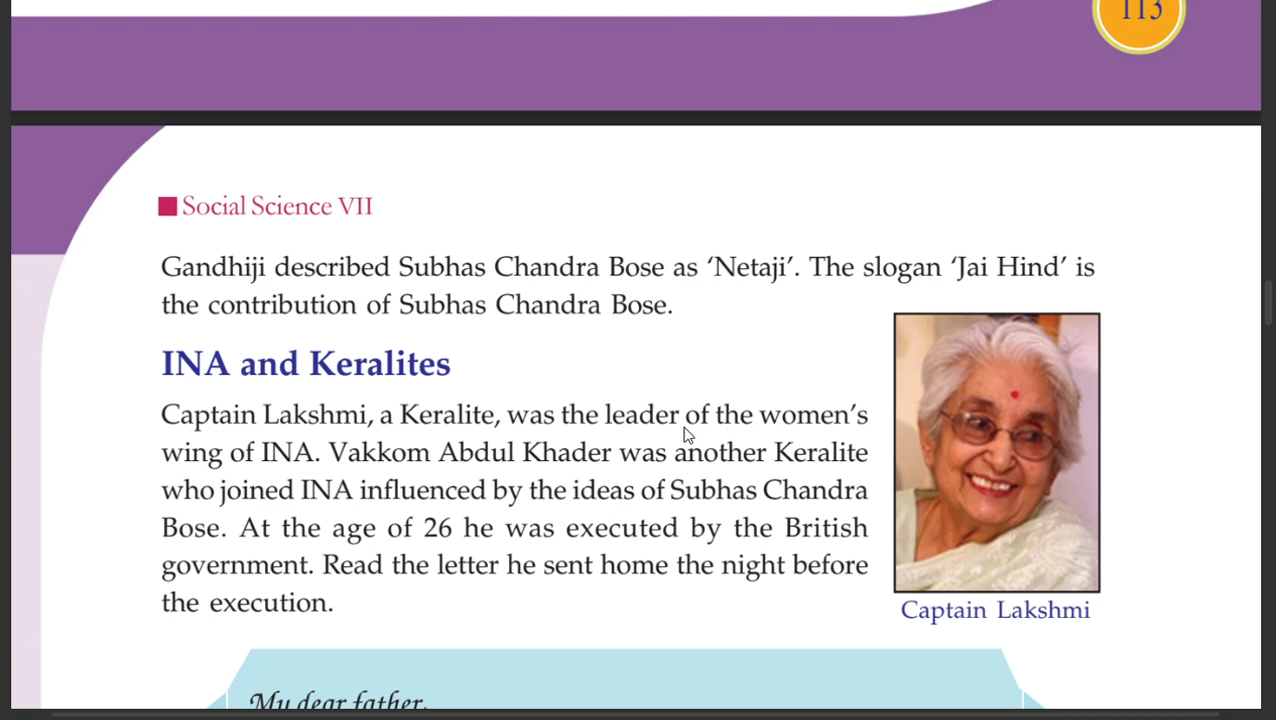 113
Social Science VII
Gandhiji described Subhas Chandra Bose as ‘Netaji’. The slogan ‘Jai Hind’ is
the contribution of Subhas Chandra Bose.
INA and Keralites
Captain Lakshmi, a Keralite, was the leader of the women’s
wing of INA. Vakkom Abdul Khader was another Keralite
who joined INA influenced by the ideas of Subhas Chandra
Bose. At the age of 26 he was executed by the British
government. Read the letter he sent home the night before
the execution.
Captain Lakshmi
My dear father,